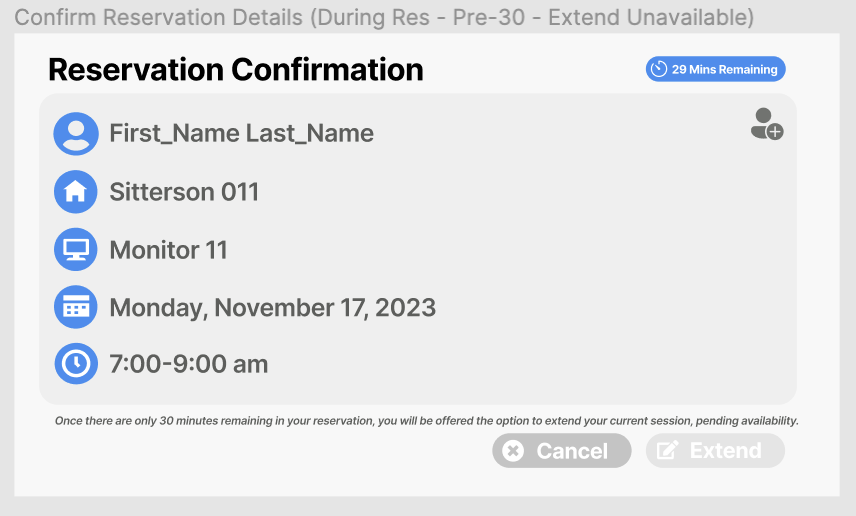 Confirm Reservation Details (During Res - Pre-30 - Extend Unavailable)
Reservation Confirmation
29 Mins Remaining
First_Name Last_Name
Sitterson 011
Monitor 11
Monday, November 17, 2023
7:00-9:00 am
Once there are only 30 minutes remaining in your reservation, you will be offered the option to extend your current session, pending availability.
Cancel
Extend